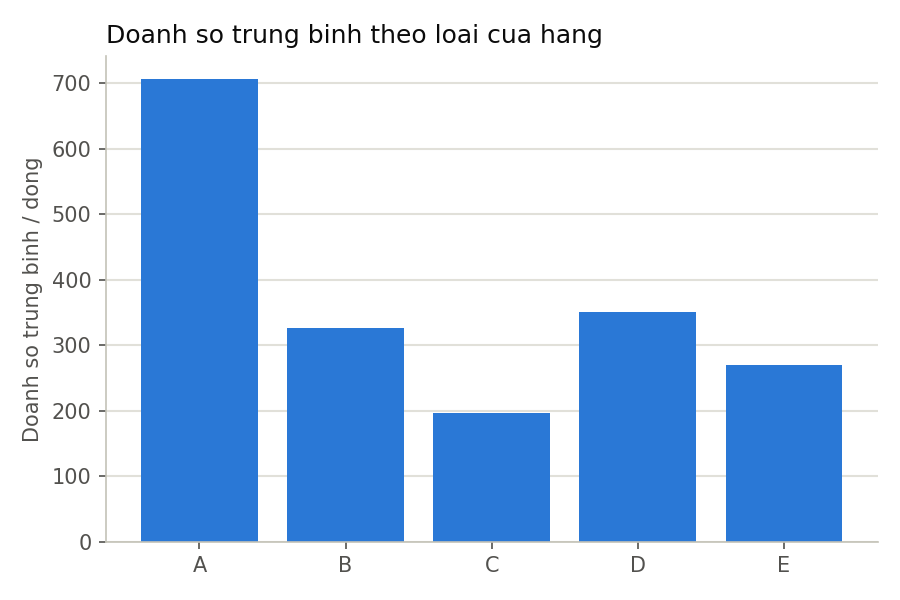 Doanh so trung binh theo loai cua hang
Doanh so trung binh / dong
700
600
500
400
300
200
100
0
A B C D E